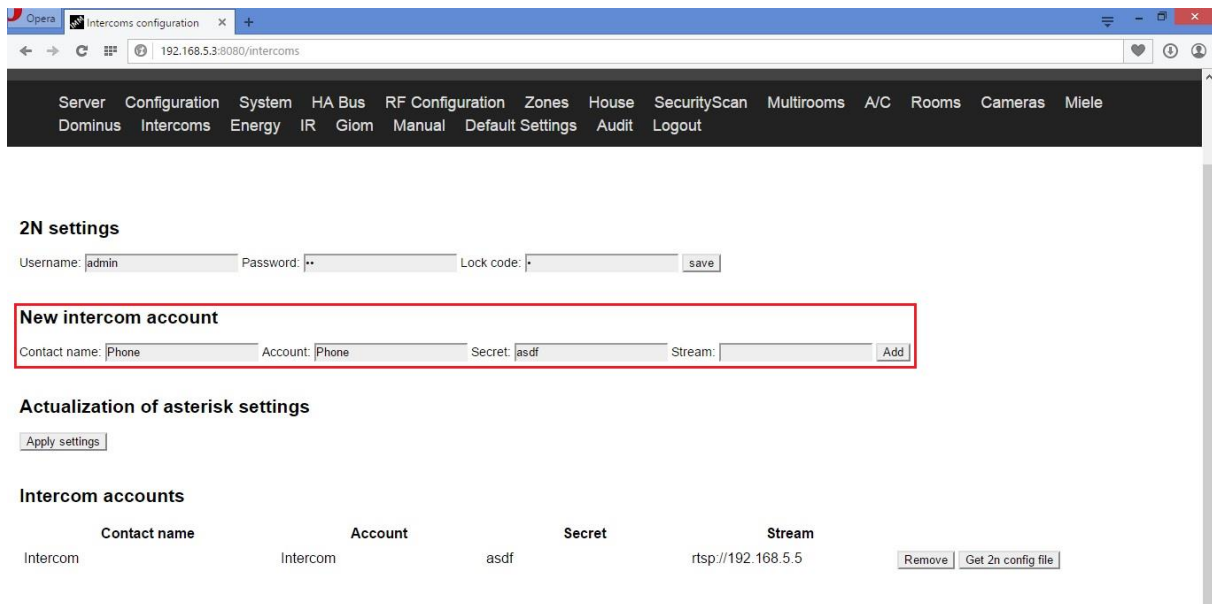 Opera Intercoms configuration
192.168.5.3:8080/intercoms
Server Configuration System HA Bus RF Configuration Zones House SecurityScan Multirooms A/C Rooms Cameras Miele
Dominus Intercoms Energy IR Giom Manual Default Settings Audit Logout
2N settings
Username: admin Password: •• Lock code: • save
New intercom account
Contact name: Phone Account: Phone Secret: asdf Stream: Add
Actualization of asterisk settings
Apply settings
Intercom accounts
Contact name Account Secret Stream
Intercom Intercom asdf rtsp://192.168.5.5 Remove Get 2n config file